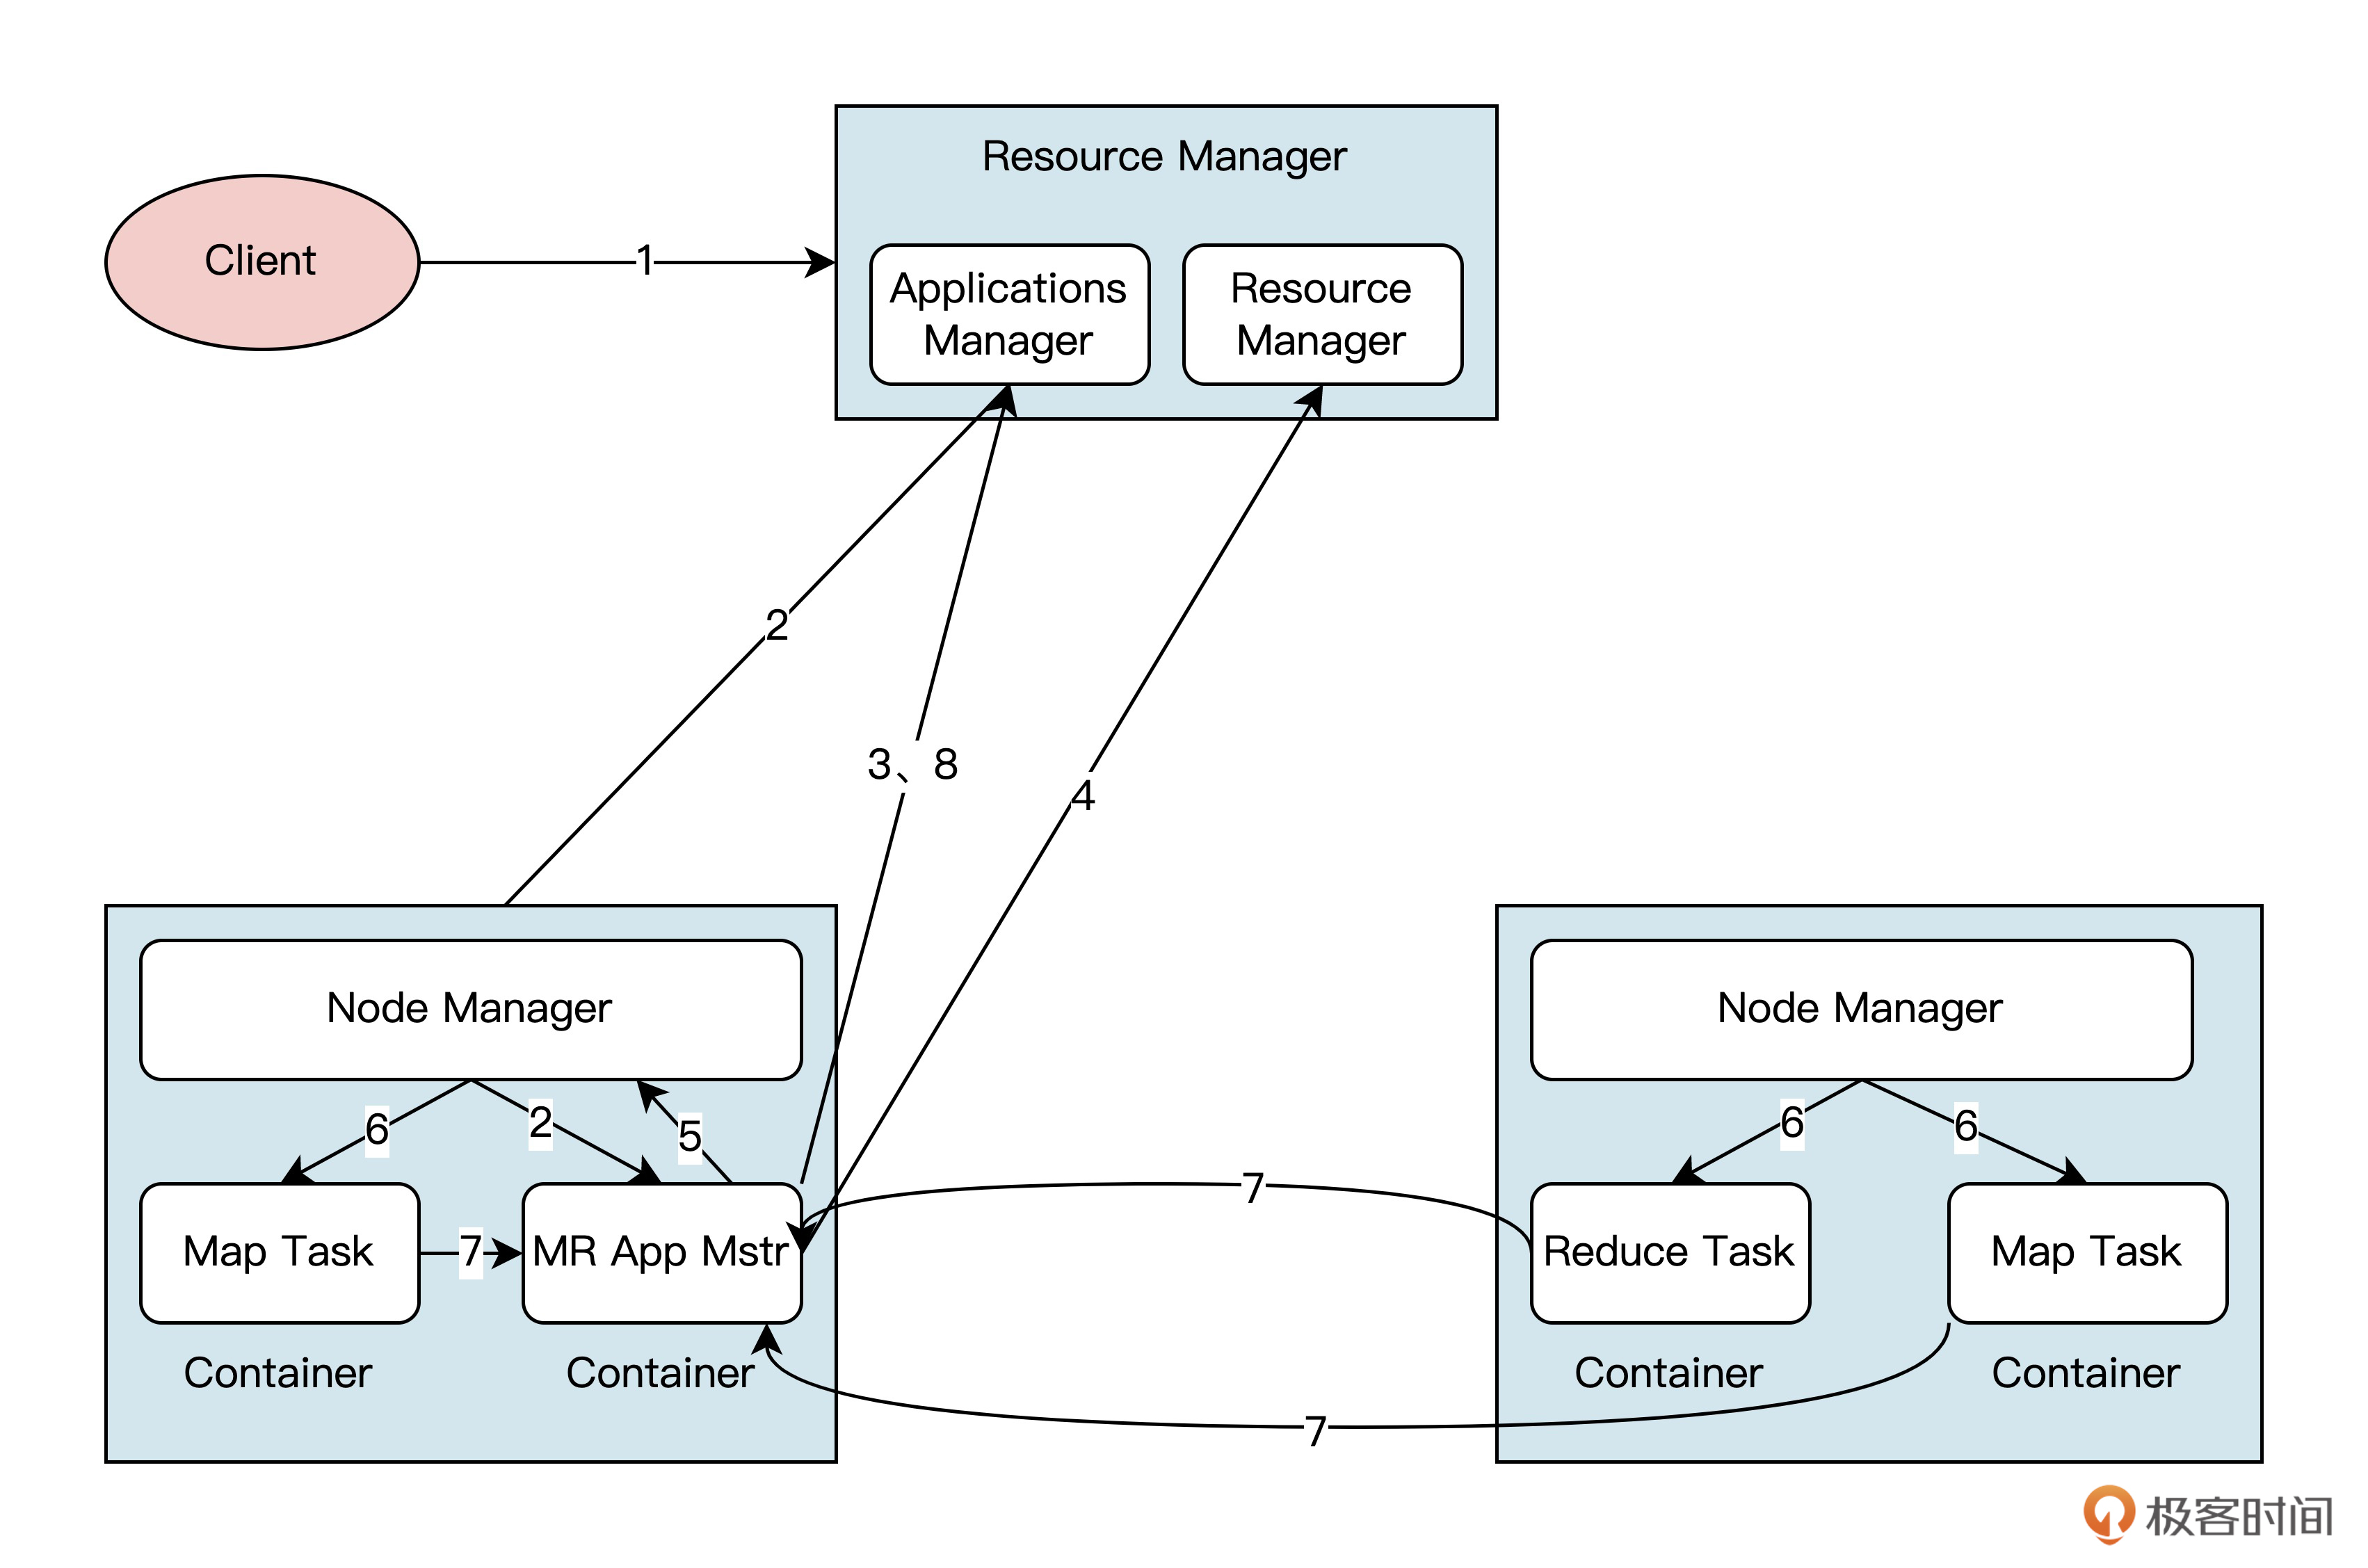 Resource Manager
Client
1
Applications
Manager
Resource
Manager
2
3、8
4
Node Manager
Node Manager
6
2
5
6
6
7
Map Task
7
MR App Mstr
Reduce Task
Map Task
Container
Container
Container
Container
7
极客时间